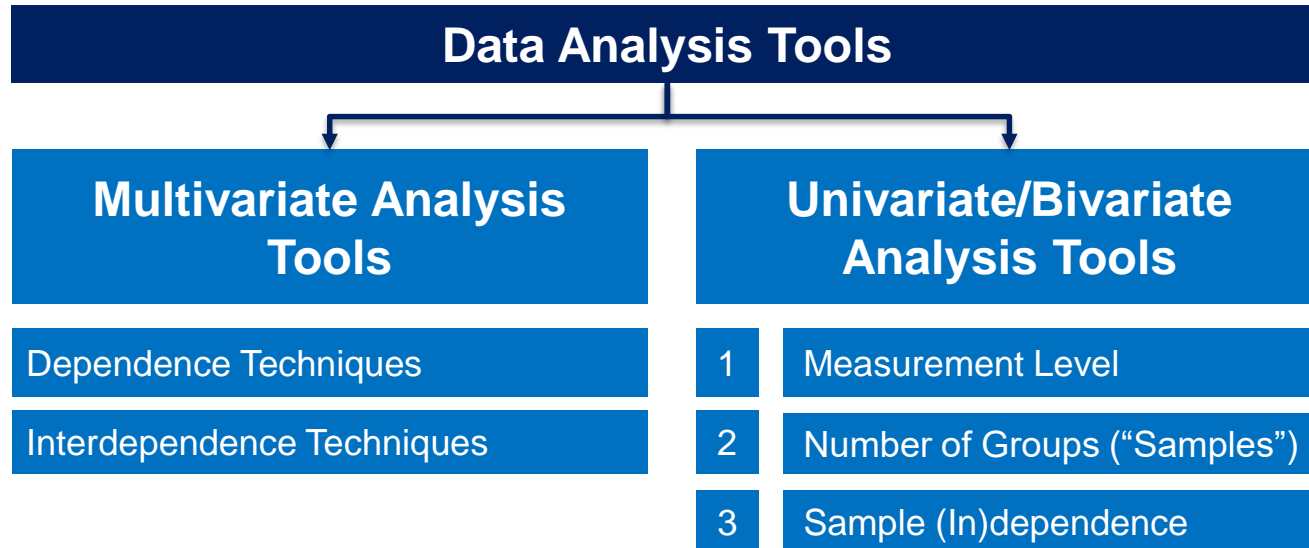 Data Analysis Tools
Multivariate Analysis
Tools
Dependence Techniques
Interdependence Techniques
Univariate/Bivariate
Analysis Tools
1 Measurement Level
2 Number of Groups (“Samples”)
3 Sample (In)dependence